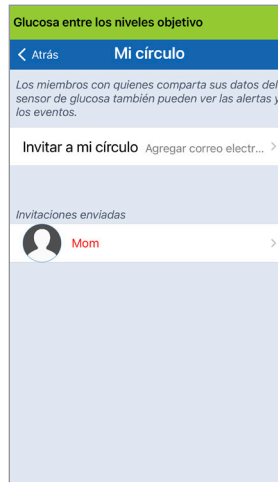 Glucosa entre los niveles objetivo
Atrás Mi círculo
Los miembros con quienes comparta sus datos del
sensor de glucosa también pueden ver las alertas y
los eventos.
Invitar a mi círculo Agregar correo electr...
Invitaciones enviadas
Mom